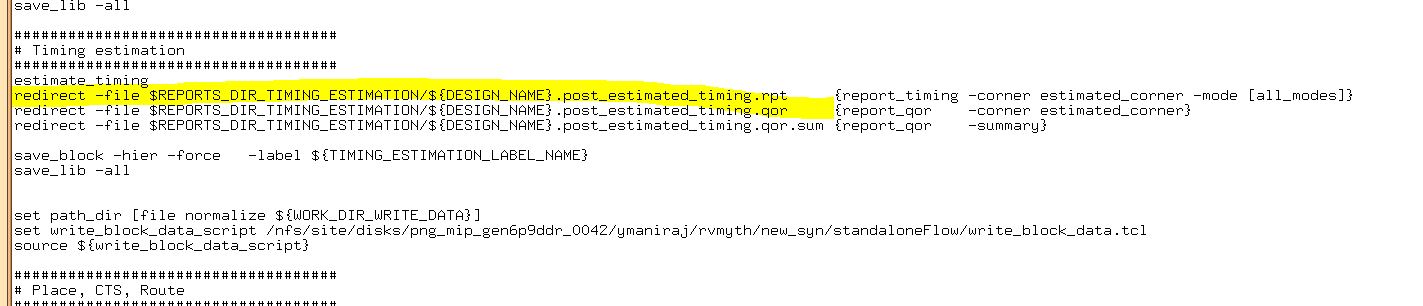 save_lib -all
####################################
# Timing estimation
####################################
estimate_timing
redirect -file $REPORTS_DIR_TIMING_ESTIMATION/${DESIGN_NAME}.post_estimated_timing.rpt     {report_timing -corner estimated_corner -mode [all_modes]}
redirect -file $REPORTS_DIR_TIMING_ESTIMATION/${DESIGN_NAME}.post_estimated_timing.qor     {report_qor    -corner estimated_corner}
redirect -file $REPORTS_DIR_TIMING_ESTIMATION/${DESIGN_NAME}.post_estimated_timing.qor.sum {report_qor    -summary}
save_block -hier -force   -label ${TIMING_ESTIMATION_LABEL_NAME}
save_lib -all
set path_dir [file normalize ${WORK_DIR_WRITE_DATA}]
set write_block_data_script /nfs/site/disks/png_mip_gen6p9ddr_0042/ymaniraj/rvmyth/new_syn/standaloneFlow/write_block_data.tcl
source ${write_block_data_script}
####################################
# Place, CTS, Route
####################################